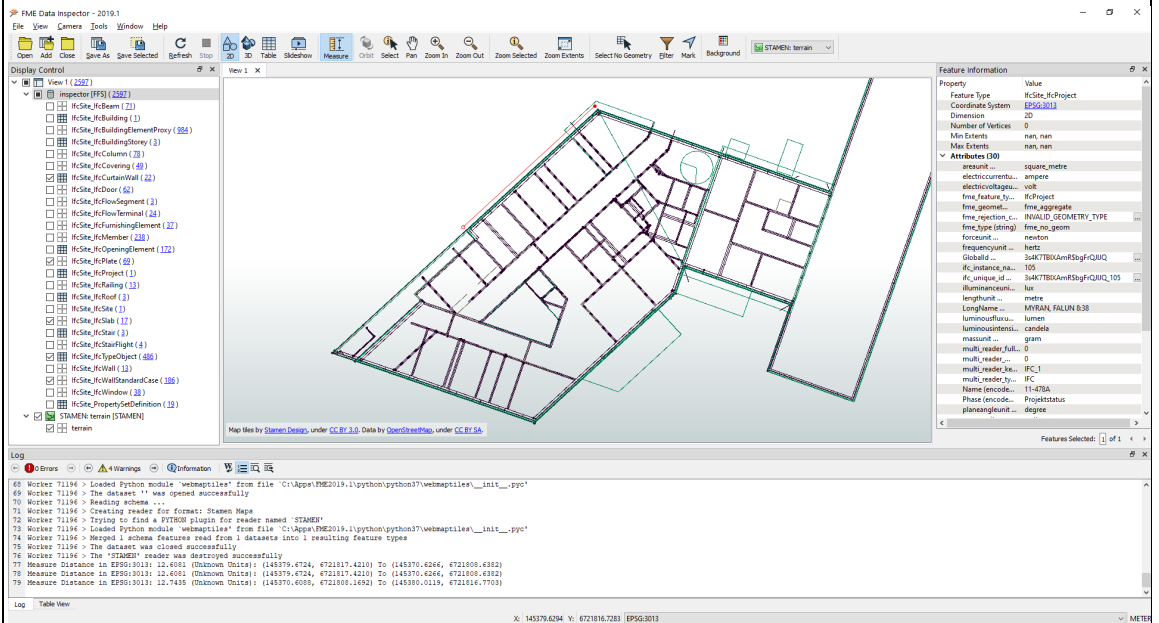 FME Data Inspector - 2019.1
File View Camera Tools Window Help
Open Add Close Save As Save Selected Refresh Stop 2D 3D Table Slideshow Measure Orbit Select Pan Zoom In Zoom Out Zoom Selected Zoom Extents Select No Geometry Filter Mark Background STAMEN: terrain
Display Control
View 1 (2597)
inspector [FFS] (2597)
IfcSite_IfcBeam (71)
IfcSite_IfcBuilding (1)
IfcSite_IfcBuildingElementProxy (984)
IfcSite_IfcBuildingStorey (3)
IfcSite_IfcColumn (78)
IfcSite_IfcCovering (49)
IfcSite_IfcCurtainWall (22)
IfcSite_IfcDoor (62)
IfcSite_IfcFlowSegment (3)
IfcSite_IfcFlowTerminal (24)
IfcSite_IfcFurnishingElement (37)
IfcSite_IfcMember (238)
IfcSite_IfcOpeningElement (172)
IfcSite_IfcPlate (69)
IfcSite_IfcProject (1)
IfcSite_IfcRailing (13)
IfcSite_IfcRoof (3)
IfcSite_IfcSite (1)
IfcSite_IfcSlab (17)
IfcSite_IfcStair (3)
IfcSite_IfcStairFlight (4)
IfcSite_IfcTypeObject (486)
IfcSite_IfcWall (13)
IfcSite_IfcWallStandardCase (186)
IfcSite_IfcWindow (38)
IfcSite_PropertySetDefinition (19)
STAMEN: terrain [STAMEN]
terrain
View 1
Map tiles by Stamen Design, under CC BY 3.0. Data by OpenStreetMap, under CC BY SA.
Feature Information
Property Value
Feature Type IfcSite_IfcProject
Coordinate System EPSG:3013
Dimension 2D
Number of Vertices 0
Min Extents nan, nan
Max Extents nan, nan
Attributes (30)
areaunit ... square_metre
electriccurrentu... ampere
electricvoltageu... volt
fme_feature_ty... IfcProject
fme_geomet... fme_aggregate
fme_rejection_c... INVALID_GEOMETRY_TYPE ...
fme_type (string) fme_no_geom
forceunit ... newton
frequencyunit ... hertz
GlobalId ... 3s4K7TBIXAmR$bgFrQJUQ ...
ifc_instance_na... 105
ifc_unique_id ... 3s4K7TBIXAmR$bgFrQJUQ_105 ...
illuminanceuni... lux
lengthunit ... metre
LongName ... MYRAN, FALUN 8:38
luminousfluxu... lumen
luminousintensi... candela
massunit ... gram
multi_reader_full... 0
multi_reader_... 0
multi_reader_ke... IFC_1
multi_reader_ty... IFC
Name (encode... 11-478A
Phase (encode... Projektstatus
planeangleunit ... degree
Features Selected: 1 of 1
Log
0 Errors 4 Warnings Information
68 Worker 71196 > Loaded Python module `webmaptiles' from file `C:\Apps\FME2019.1\python\python37\webmaptiles\__init__.pyc'
69 Worker 71196 > The dataset '' was opened successfully
70 Worker 71196 > Reading schema ...
71 Worker 71196 > Creating reader for format: Stamen Maps
72 Worker 71196 > Trying to find a PYTHON plugin for reader named `STAMEN'
73 Worker 71196 > Loaded Python module `webmaptiles' from file `C:\Apps\FME2019.1\python\python37\webmaptiles\__init__.pyc'
74 Worker 71196 > Merged 1 schema features read from 1 datasets into 1 resulting feature types
75 Worker 71196 > The dataset was closed successfully
76 Worker 71196 > The 'STAMEN' reader was destroyed successfully
77 Measure Distance in EPSG:3013: 12.6081 (Unknown Units): (145379.6724, 6721817.4210) To (145370.6266, 6721808.6382)
78 Measure Distance in EPSG:3013: 12.6081 (Unknown Units): (145379.6724, 6721817.4210) To (145370.6266, 6721808.6382)
79 Measure Distance in EPSG:3013: 12.7435 (Unknown Units): (145370.6088, 6721808.1692) To (145380.0119, 6721816.7703)
Log Table View
X: 145379.6294 Y: 6721816.7283 EPSG:3013 METER